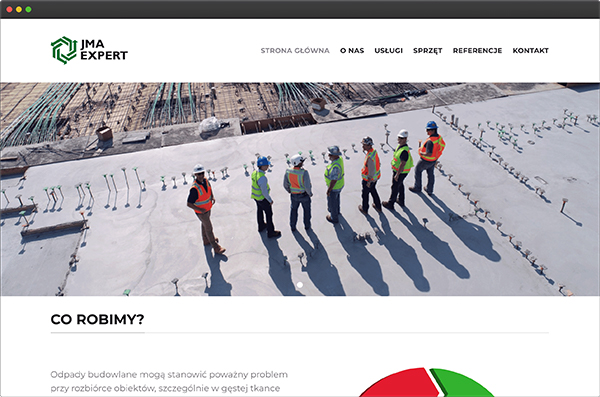 JMA
EXPERT
STRONA GŁÓWNA O NAS USŁUGI SPRZĘT REFERENCJE KONTAKT
CO ROBIMY?
Odpady budowlane mogą stanowić poważny problem
przy rozbiórce obiektów, szczególnie w gęstej tkance